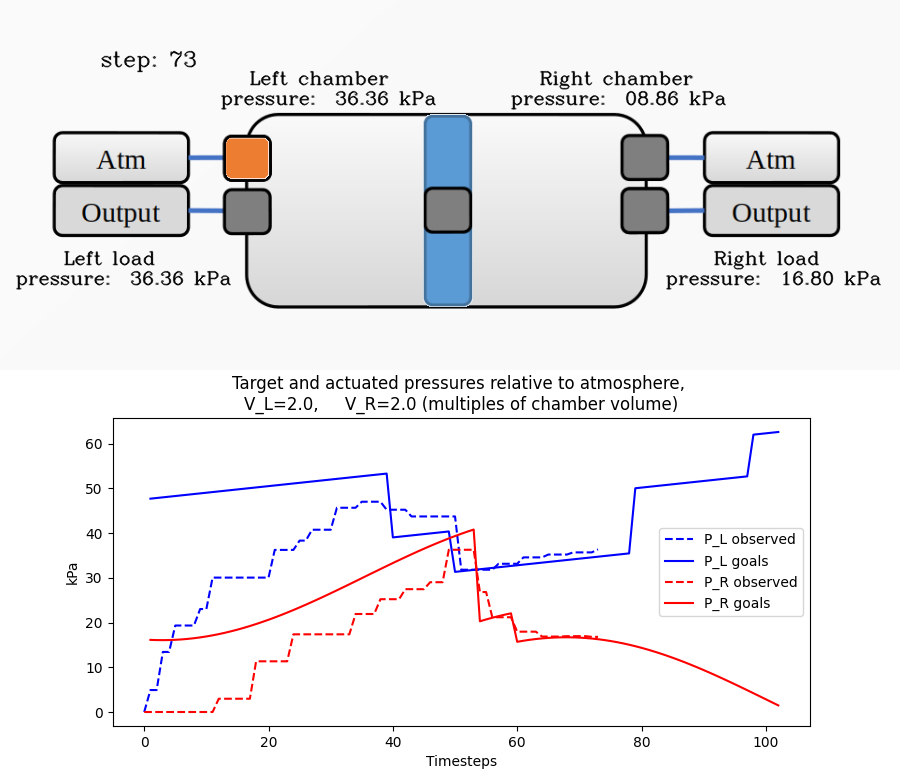 step: 73
Left chamber
pressure: 36.36 kPa
Right chamber
pressure: 08.86 kPa
Atm
Output
Atm
Output
Left load
pressure: 36.36 kPa
Right load
pressure: 16.80 kPa
Target and actuated pressures relative to atmosphere,
V_L=2.0, V_R=2.0 (multiples of chamber volume)
60
50
40
30
20
10
0
kPa
P_L observed
P_L goals
P_R observed
P_R goals
0 20 40 60 80 100
Timesteps